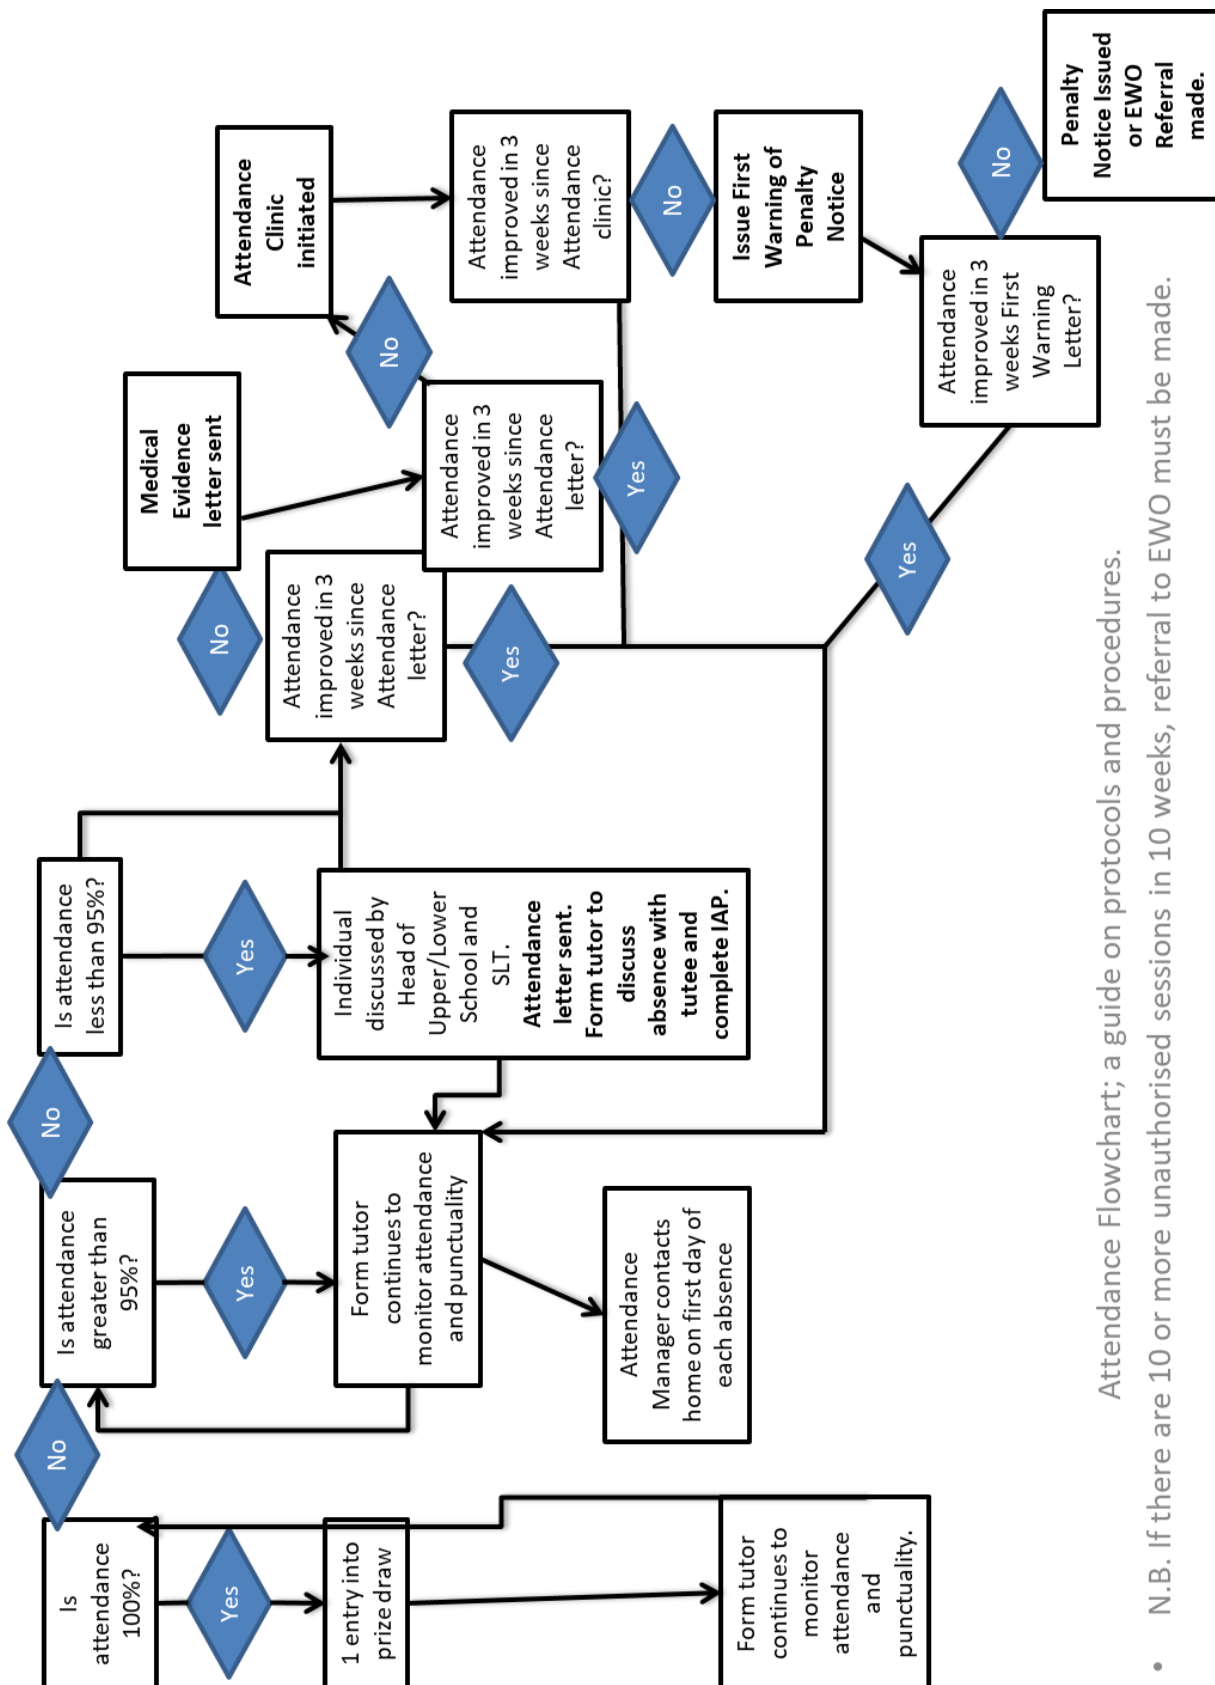 Is
attendance
100%?
Yes
1 entry into
prize draw
Form tutor
continues to
monitor
attendance
and
punctuality.
No
Is attendance
greater than
95%?
Yes
Form tutor
continues to
monitor attendance
and punctuality
Attendance
Manager contacts
home on first day of
each absence
No
Is attendance
less than 95%?
Yes
Individual
discussed by
Head of
Upper/Lower
School and
SLT.
Attendance
letter sent.
Form tutor to
discuss
absence with
tutee and
complete IAP.
Attendance
improved in 3
weeks since
Attendance
letter?
Yes
No
Medical
Evidence
letter sent
Attendance
improved in 3
weeks since
Attendance
letter?
Yes
No
Attendance
Clinic
initiated
Attendance
improved in 3
weeks since
Attendance
clinic?
No
Issue First
Warning of
Penalty
Notice
Attendance
improved in 3
weeks First
Warning
Letter?
Yes
No
Penalty
Notice Issued
or EWO
Referral
made.
Attendance Flowchart; a guide on protocols and procedures.
• N.B. If there are 10 or more unauthorised sessions in 10 weeks, referral to EWO must be made.